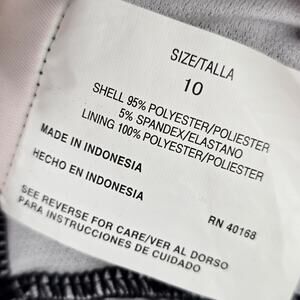 SIZE/TALLA
10
SHELL 95% POLYESTER/POLIESTER
5% SPANDEX/ELASTANO
LINING 100% POLYESTER/POLIESTER
MADE IN INDONESIA
HECHO EN INDONESIA
RN 40168
SEE REVERSE FOR CARE/VER AL DORSO
PARA INSTRUCCIONES DE CUIDADO